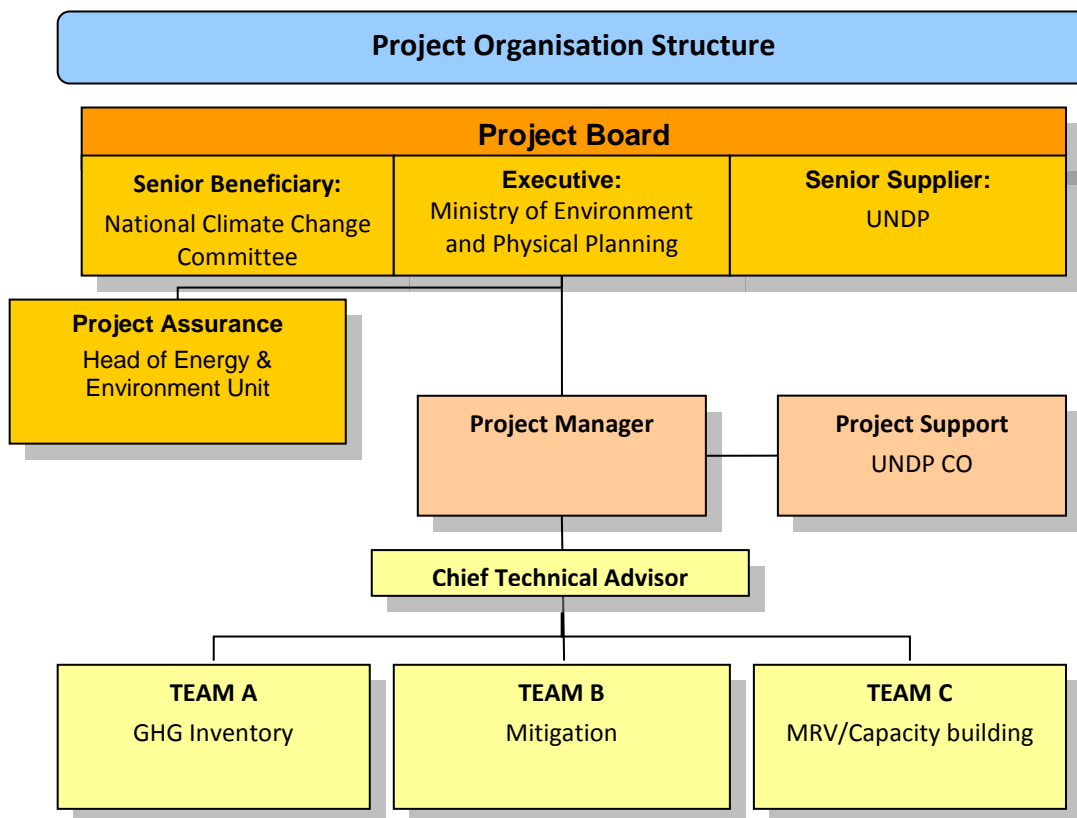 Project Organisation Structure
Project Board
Senior Beneficiary:
National Climate Change
Committee
Executive:
Ministry of Environment
and Physical Planning
Senior Supplier:
UNDP
Project Assurance
Head of Energy &
Environment Unit
Project Manager
Project Support
UNDP CO
Chief Technical Advisor
TEAM A
GHG Inventory
TEAM B
Mitigation
TEAM C
MRV/Capacity building